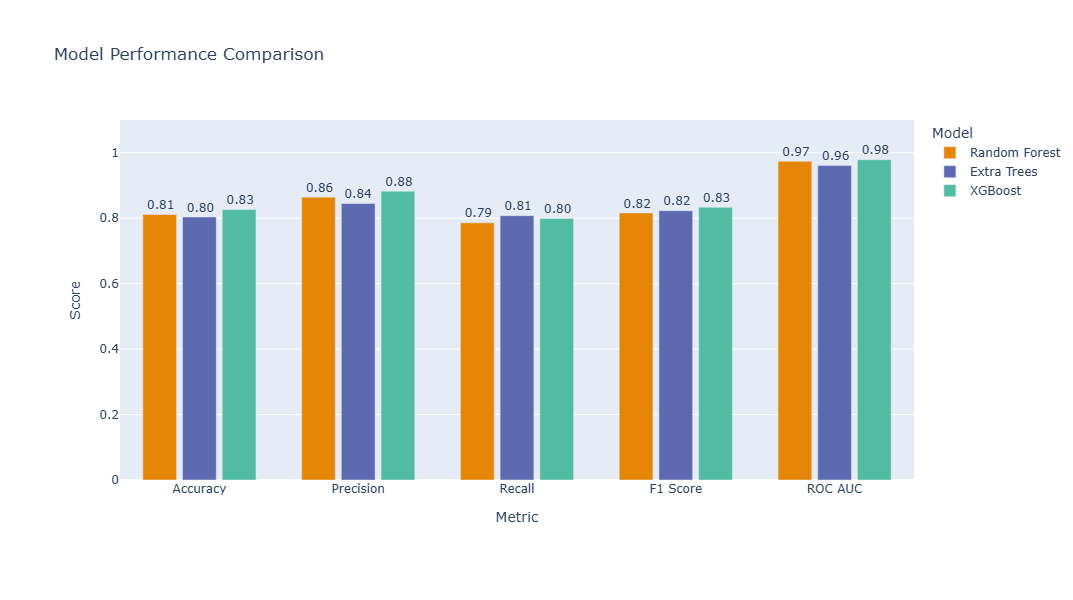 Model Performance Comparison
Model
Random Forest
Extra Trees
XGBoost
Score
1
0.8
0.6
0.4
0.2
0
0.81 0.80 0.83
0.86 0.84 0.88
0.79 0.81 0.80
0.82 0.82 0.83
0.97 0.96 0.98
Accuracy Precision Recall F1 Score ROC AUC
Metric